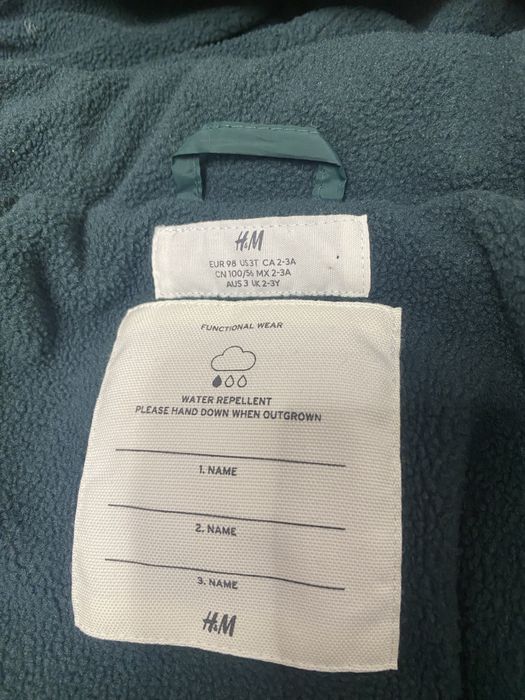 H&M
EUR 98 US 3T CA 2-3A
CN 100/56 MX 2-3A
AUS 3 UK 2-3Y
FUNCTIONAL WEAR
WATER REPELLENT
PLEASE HAND DOWN WHEN OUTGROWN
1. NAME
2. NAME
3. NAME
H&M